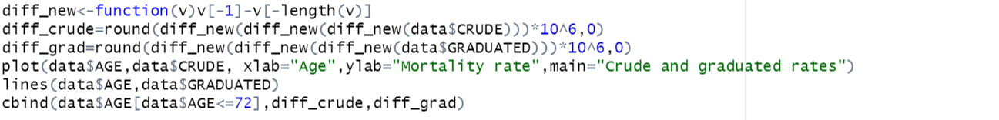 diff_new<-function(v)v[-1]-v[-length(v)]
diff_crude=round(diff_new(diff_new(diff_new(data$CRUDE)))*10^6,0)
diff_grad=round(diff_new(diff_new(diff_new(data$GRADUATED)))*10^6,0)
plot(data$AGE,data$CRUDE, xlab="Age",ylab="Mortality rate",main="Crude and graduated rates")
lines(data$AGE,data$GRADUATED)
cbind(data$AGE[data$AGE<=72],diff_crude,diff_grad)